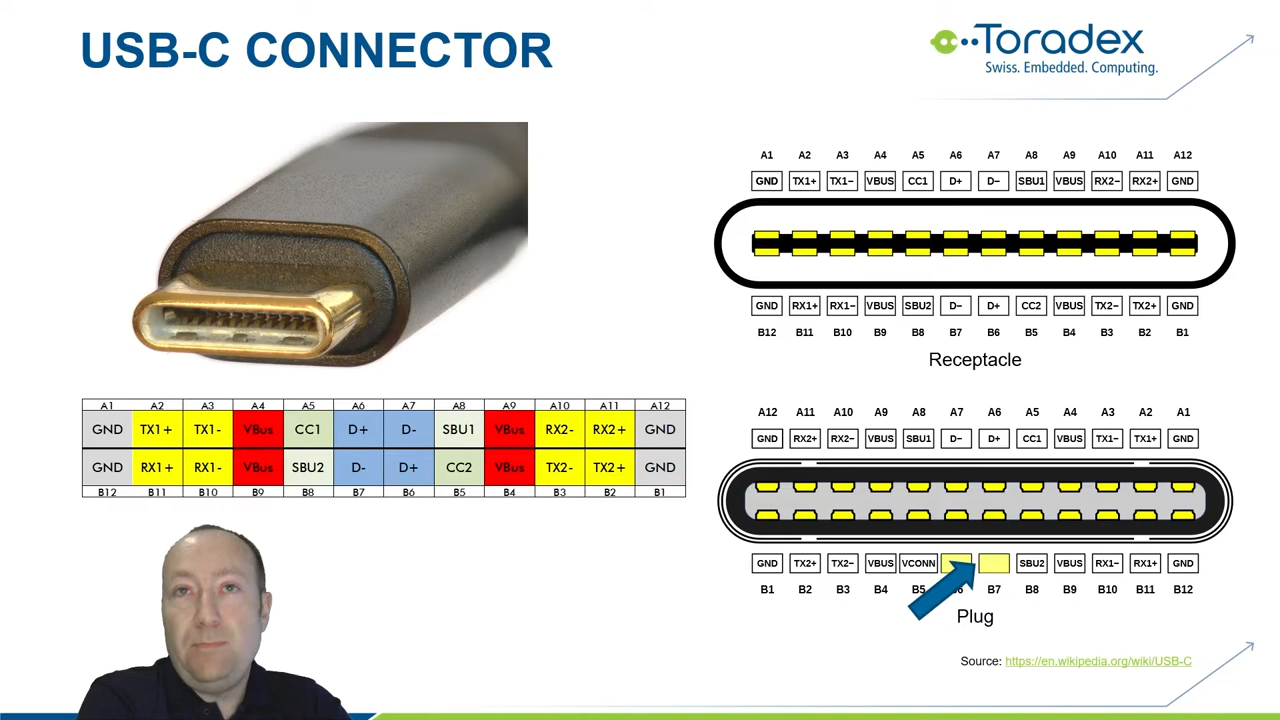 USB-C CONNECTOR
Toradex
Swiss. Embedded. Computing.
A1 A2 A3 A4 A5 A6 A7 A8 A9 A10 A11 A12
GND TX1+ TX1− VBUS CC1 D+ D− SBU1 VBUS RX2− RX2+ GND
GND RX1+ RX1− VBUS SBU2 D− D+ CC2 VBUS TX2− TX2+ GND
B12 B11 B10 B9 B8 B7 B6 B5 B4 B3 B2 B1
Receptacle
A1 A2 A3 A4 A5 A6 A7 A8 A9 A10 A11 A12
GND TX1+ TX1- VBus CC1 D+ D- SBU1 VBus RX2- RX2+ GND
GND RX1+ RX1- VBus SBU2 D- D+ CC2 VBus TX2- TX2+ GND
B12 B11 B10 B9 B8 B7 B6 B5 B4 B3 B2 B1
A12 A11 A10 A9 A8 A7 A6 A5 A4 A3 A2 A1
GND RX2+ RX2− VBUS SBU1 D− D+ CC1 VBUS TX1− TX1+ GND
GND TX2+ TX2− VBUS VCONN SBU2 VBUS RX1− RX1+ GND
B1 B2 B3 B4 B5 B7 B8 B9 B10 B11 B12
Plug
Source: https://en.wikipedia.org/wiki/USB-C